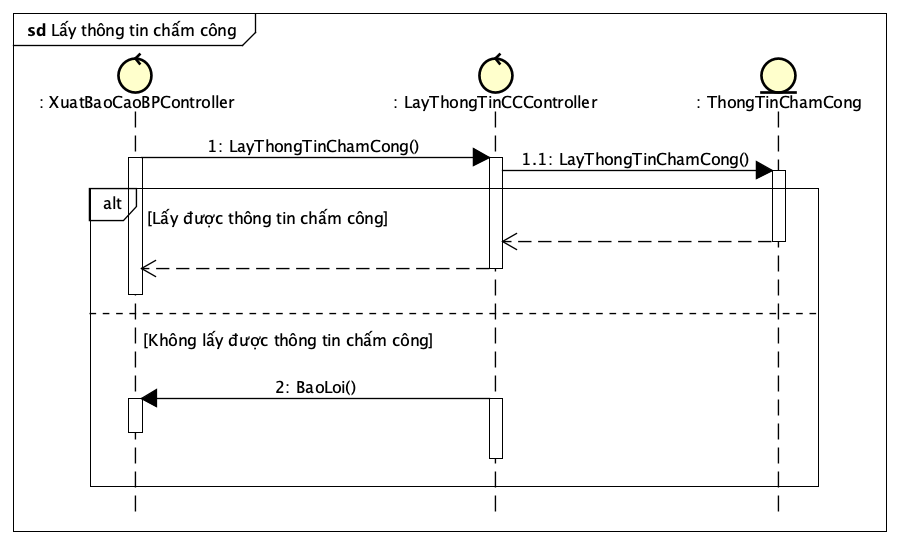 sd Lấy thông tin chấm công
: XuatBaoCaoBPController
: LayThongTinCCController
: ThongTinChamCong
1: LayThongTinChamCong()
1.1: LayThongTinChamCong()
alt
[Lấy được thông tin chấm công]
[Không lấy được thông tin chấm công]
2: BaoLoi()